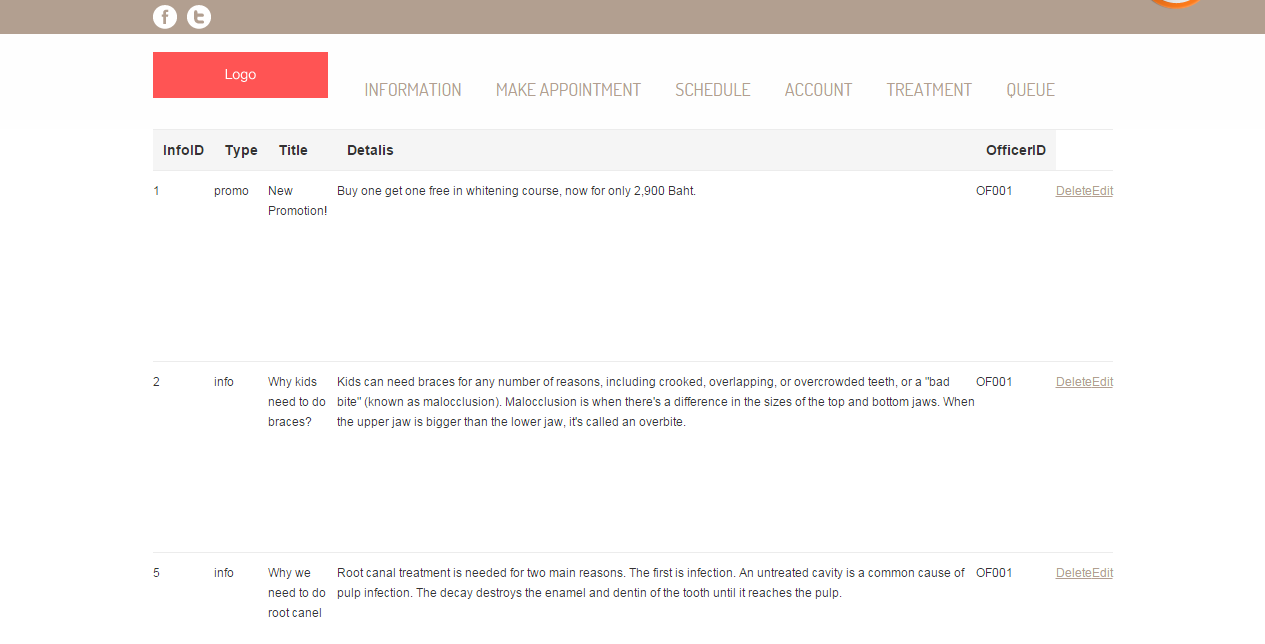 Logo
INFORMATION MAKE APPOINTMENT SCHEDULE ACCOUNT TREATMENT QUEUE
InfoID Type Title Detalis OfficerID
1 promo New Buy one get one free in whitening course, now for only 2,900 Baht. OF001 DeleteEdit
Promotion!
2 info Why kids Kids can need braces for any number of reasons, including crooked, overlapping, or overcrowded teeth, or a "bad OF001 DeleteEdit
need to do bite" (known as malocclusion). Malocclusion is when there's a difference in the sizes of the top and bottom jaws. When
braces? the upper jaw is bigger than the lower jaw, it's called an overbite.
5 info Why we Root canal treatment is needed for two main reasons. The first is infection. An untreated cavity is a common cause of OF001 DeleteEdit
need to do pulp infection. The decay destroys the enamel and dentin of the tooth until it reaches the pulp.
root canel